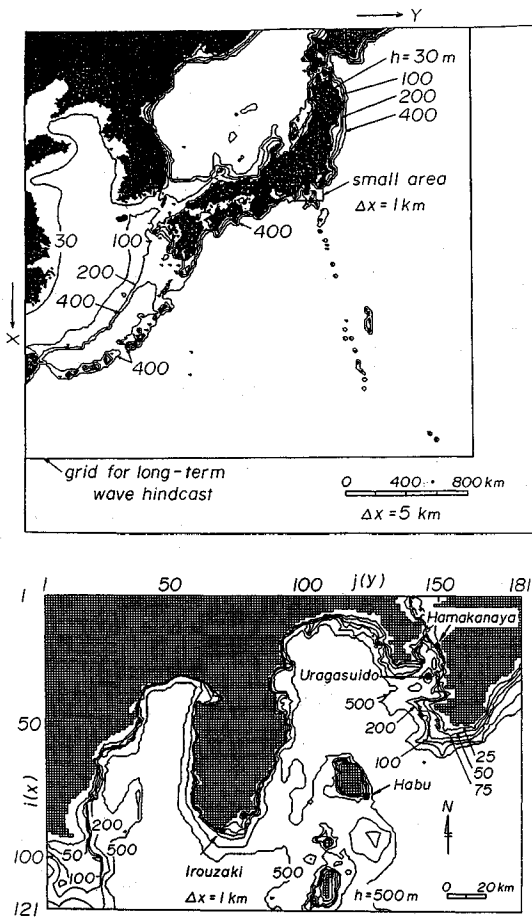 Y
h = 30 m
100
200
400
small area
Δx = 1 km
400
30
100
200
400
X
400
grid for long-term
wave hindcast
0 400 800 km
Δx = 5 km
1 50 100 j(y) 150 181
1
Hamakanaya
Uragasuido
500
200
50
100
25
50
75
i(x)
Habu
N
200
50
500
100
100
Irouzaki
500
Δx = 1 km
h = 500 m
0 20 km
121